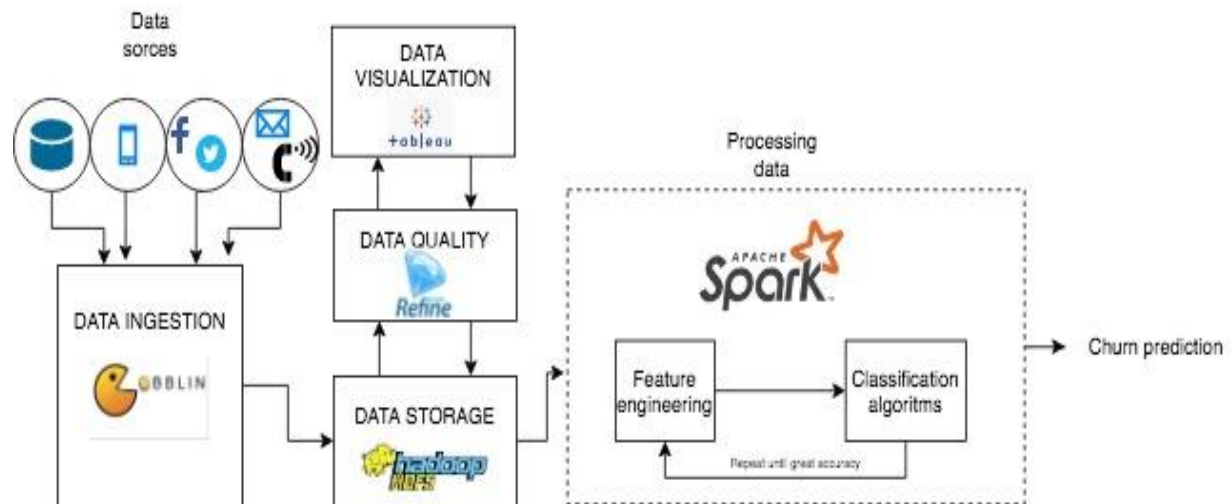 Data
sorces
DATA
VISUALIZATION
+ableau
DATA QUALITY
Refine
DATA INGESTION
GOBBLIN
DATA STORAGE
hadoop
HDFS
Processing
data
APACHE
Spark
Feature
engineering
Classification
algoritms
Repeat until great accuracy
Churn prediction